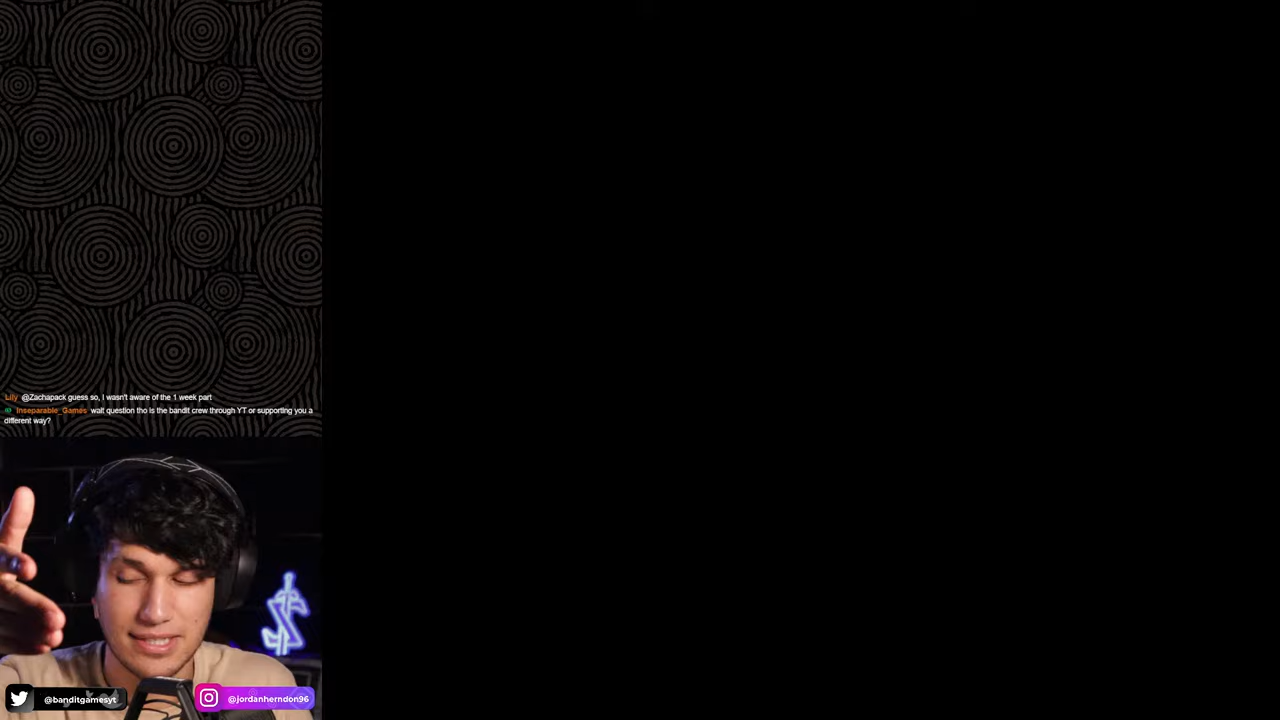 Lily @Zachapack guess so, I wasn't aware of the 1 week part
Inseparable_Games wait question tho is the bandit crew through YT or supporting you a
different way?
@banditgamesyt
@jordanherndon96